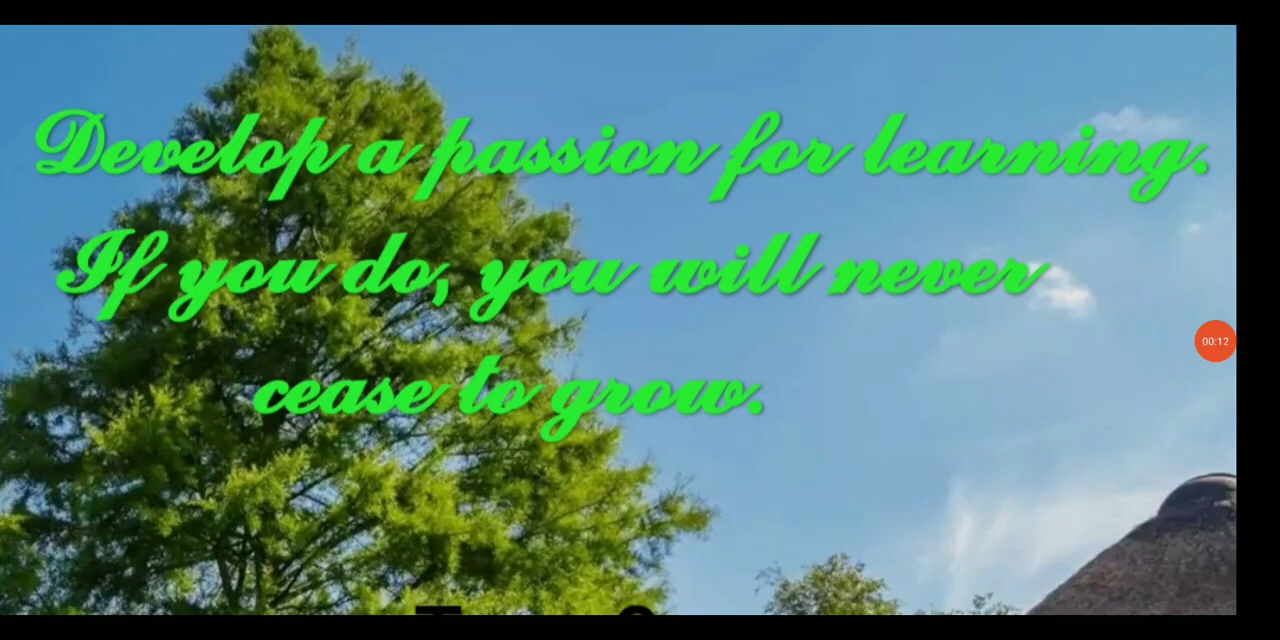 Develop a passion for learning.
If you do, you will never
cease to grow.
00:12